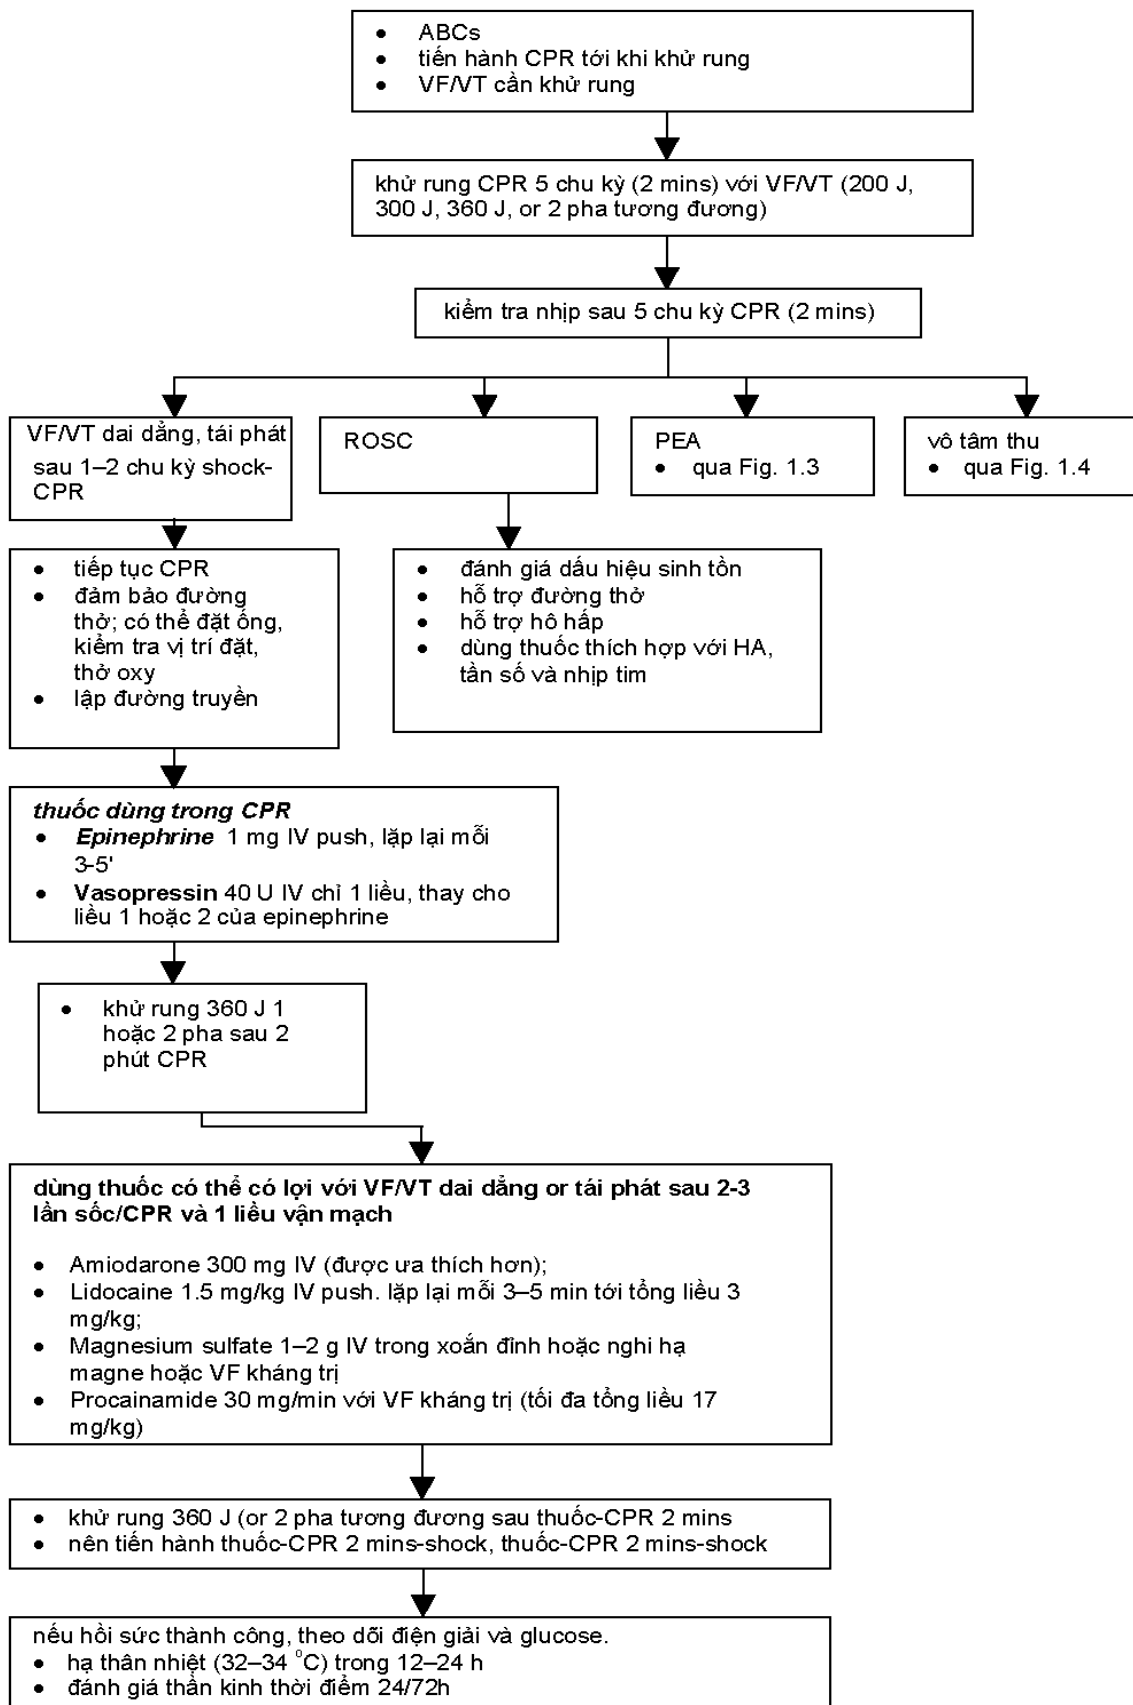 • ABCs
• tiến hành CPR tới khi khử rung
• VF/VT cần khử rung
khử rung CPR 5 chu kỳ (2 mins) với VF/VT (200 J,
300 J, 360 J, or 2 pha tương đương)
kiểm tra nhịp sau 5 chu kỳ CPR (2 mins)
VF/VT dai dẳng, tái phát
sau 1–2 chu kỳ shock-
CPR
ROSC
PEA
• qua Fig. 1.3
vô tâm thu
• qua Fig. 1.4
• tiếp tục CPR
• đảm bảo đường
thở; có thể đặt ống,
kiểm tra vị trí đặt,
thở oxy
• lập đường truyền
• đánh giá dấu hiệu sinh tồn
• hỗ trợ đường thở
• hỗ trợ hô hấp
• dùng thuốc thích hợp với HA,
tần số và nhịp tim
thuốc dùng trong CPR
• Epinephrine 1 mg IV push, lặp lại mỗi
3-5'
• Vasopressin 40 U IV chỉ 1 liều, thay cho
liều 1 hoặc 2 của epinephrine
• khử rung 360 J 1
hoặc 2 pha sau 2
phút CPR
dùng thuốc có thể có lợi với VF/VT dai dẳng or tái phát sau 2-3
lần sốc/CPR và 1 liều vận mạch
• Amiodarone 300 mg IV (được ưa thích hơn);
• Lidocaine 1.5 mg/kg IV push. lặp lại mỗi 3–5 min tới tổng liều 3
mg/kg;
• Magnesium sulfate 1–2 g IV trong xoắn đỉnh hoặc nghi hạ
magne hoặc VF kháng trị
• Procainamide 30 mg/min với VF kháng trị (tối đa tổng liều 17
mg/kg)
• khử rung 360 J (or 2 pha tương đương sau thuốc-CPR 2 mins
• nên tiến hành thuốc-CPR 2 mins-shock, thuốc-CPR 2 mins-shock
nếu hồi sức thành công, theo dõi điện giải và glucose.
• hạ thân nhiệt (32–34 °C) trong 12–24 h
• đánh giá thần kinh thời điểm 24/72h